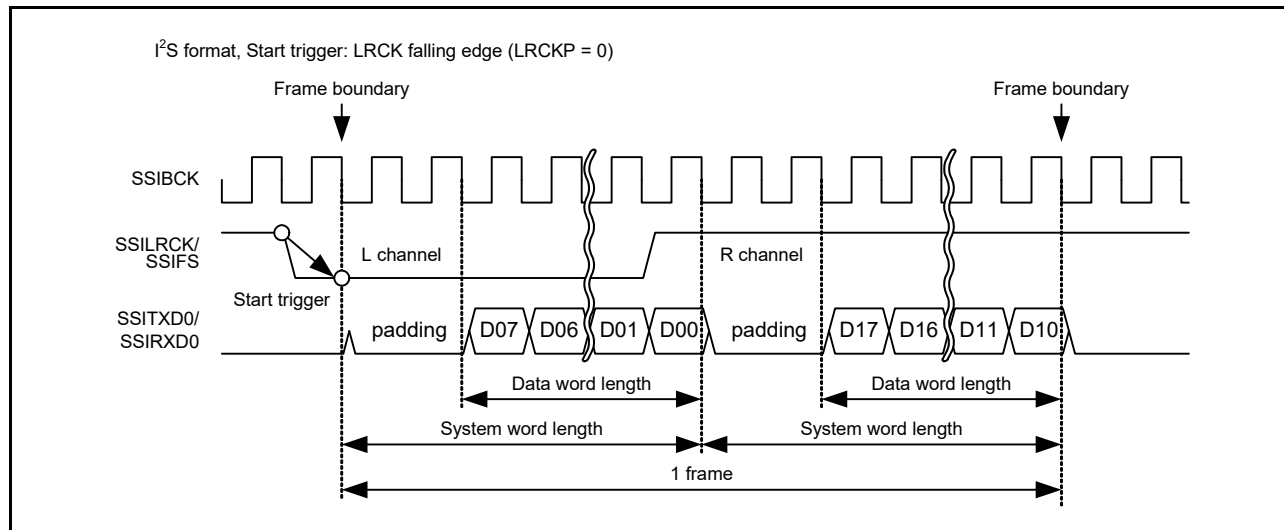 I²S format, Start trigger: LRCK falling edge (LRCKP = 0)
Frame boundary Frame boundary
SSIBCK
SSILRCK/
SSIFS
L channel R channel
Start trigger
SSITXD0/
SSIRXD0
padding D07 D06 D01 D00 padding D17 D16 D11 D10
Data word length Data word length
System word length System word length
1 frame